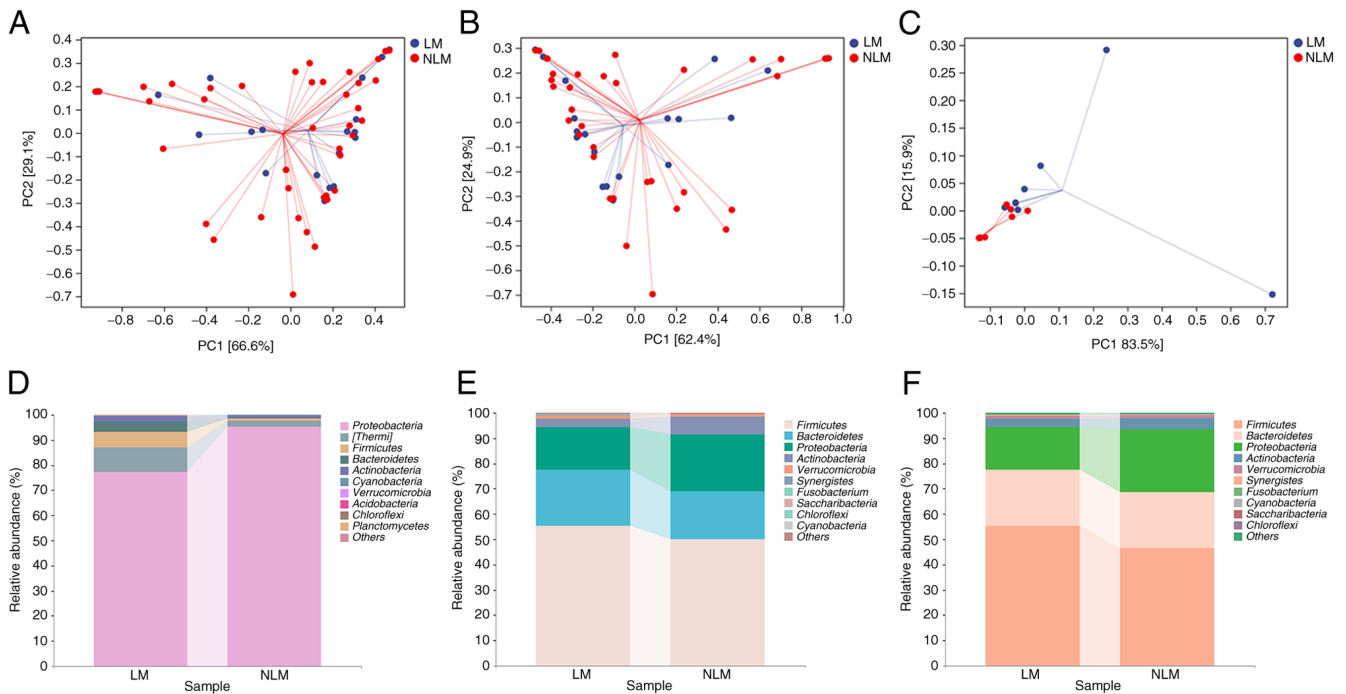 A
LM
NLM
0.4
0.3
0.2
0.1
0.0
−0.1
−0.2
−0.3
−0.4
−0.5
−0.6
−0.7
PC2 [29.1%]
−0.8 −0.6 −0.4 −0.2 0.0 0.2 0.4
PC1 [66.6%]
B
LM
NLM
0.3
0.2
0.1
0.0
−0.1
−0.2
−0.3
−0.4
−0.5
−0.6
−0.7
PC2 [24.9%]
−0.4 −0.2 0.0 0.2 0.4 0.6 0.8 1.0
PC1 [62.4%]
C
LM
NLM
0.30
0.25
0.20
0.15
0.10
0.05
0.00
−0.05
−0.10
−0.15
PC2 [15.9%]
−0.1 0.0 0.1 0.2 0.3 0.4 0.5 0.6 0.7
PC1 83.5%]
D
100
90
80
70
60
50
40
30
20
10
0
Relative abundance (%)
LM NLM
Sample
Proteobacteria
[Thermi]
Firmicutes
Bacteroidetes
Actinobacteria
Cyanobacteria
Verrucomicrobia
Acidobacteria
Chloroflexi
Planctomycetes
Others
E
100
90
80
70
60
50
40
30
20
10
0
Relative abundance (%)
LM NLM
Sample
Firmicutes
Bacteroidetes
Proteobacteria
Actinobacteria
Verrucomicrobia
Synergistes
Fusobacterium
Saccharibacteria
Chloroflexi
Cyanobacteria
Others
F
100
90
80
70
60
50
40
30
20
10
0
Relative abundance (%)
LM NLM
Sample
Firmicutes
Bacteroidetes
Proteobacteria
Actinobacteria
Verrucomicrobia
Synergistes
Fusobacterium
Cyanobacteria
Saccharibacteria
Chloroflexi
Others